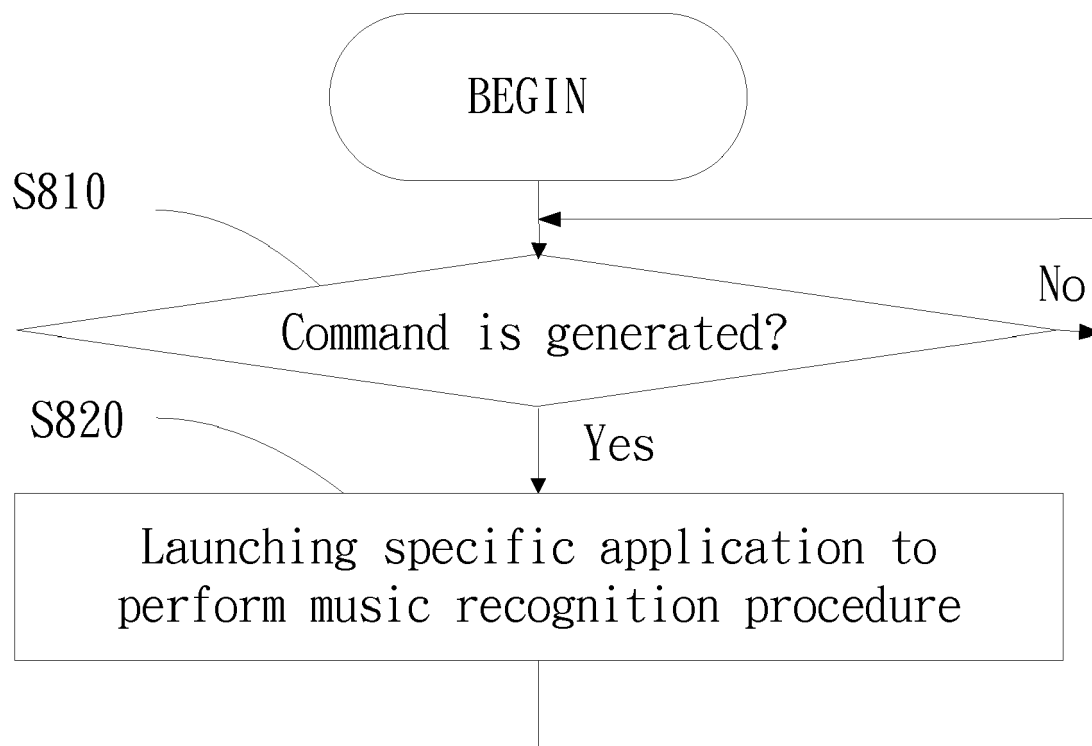 BEGIN
S810
No
Command is generated?
S820
Yes
Launching specific application to
perform music recognition procedure